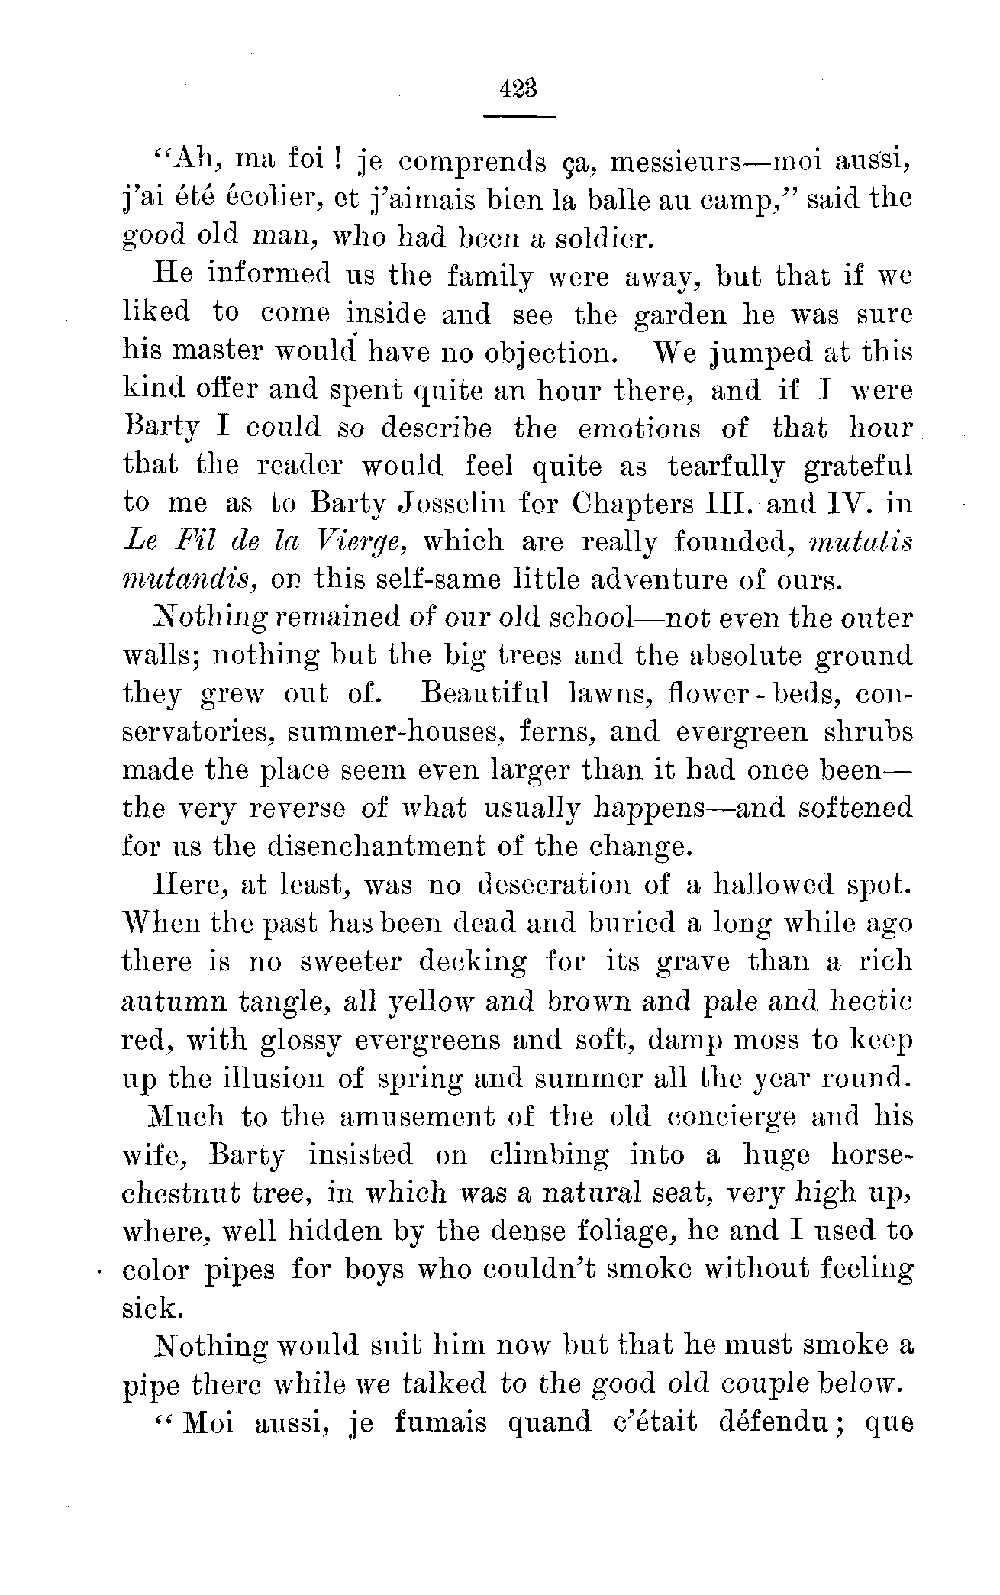 423
“Ah, ma foi ! je comprends ça, messieurs—moi aussi,
j’ai été écolier, et j’aimais bien la balle au camp,” said the
good old man, who had been a soldier.
He informed us the family were away, but that if we
liked to come inside and see the garden he was sure
his master would have no objection. We jumped at this
kind offer and spent quite an hour there, and if I were
Barty I could so describe the emotions of that hour
that the reader would feel quite as tearfully grateful
to me as to Barty Josselin for Chapters III. and IV. in
Le Fil de la Vierge, which are really founded, mutatis
mutandis, on this self-same little adventure of ours.
Nothing remained of our old school—not even the outer
walls; nothing but the big trees and the absolute ground
they grew out of. Beautiful lawns, flower-beds, con-
servatories, summer-houses, ferns, and evergreen shrubs
made the place seem even larger than it had once been—
the very reverse of what usually happens—and softened
for us the disenchantment of the change.
Here, at least, was no desecration of a hallowed spot.
When the past has been dead and buried a long while ago
there is no sweeter decking for its grave than a rich
autumn tangle, all yellow and brown and pale and hectic
red, with glossy evergreens and soft, damp moss to keep
up the illusion of spring and summer all the year round.
Much to the amusement of the old concierge and his
wife, Barty insisted on climbing into a huge horse-
chestnut tree, in which was a natural seat, very high up,
where, well hidden by the dense foliage, he and I used to
color pipes for boys who couldn’t smoke without feeling
sick.
Nothing would suit him now but that he must smoke a
pipe there while we talked to the good old couple below.
“ Moi aussi, je fumais quand c’était défendu ; que